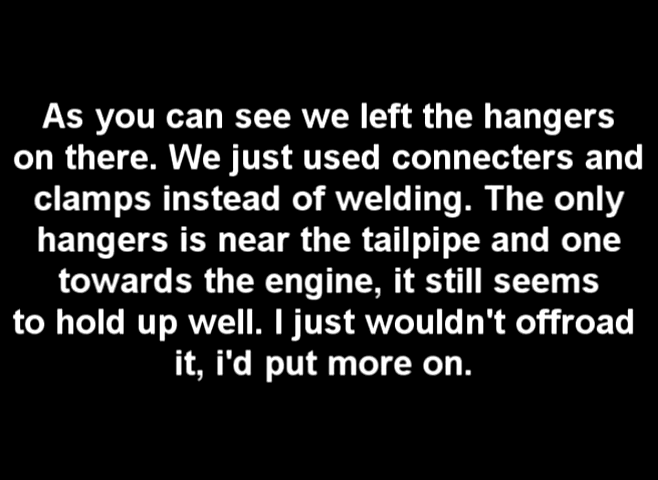 As you can see we left the hangers
on there. We just used connecters and
clamps instead of welding. The only
hangers is near the tailpipe and one
towards the engine, it still seems
to hold up well. I just wouldn't offroad
it, i'd put more on.